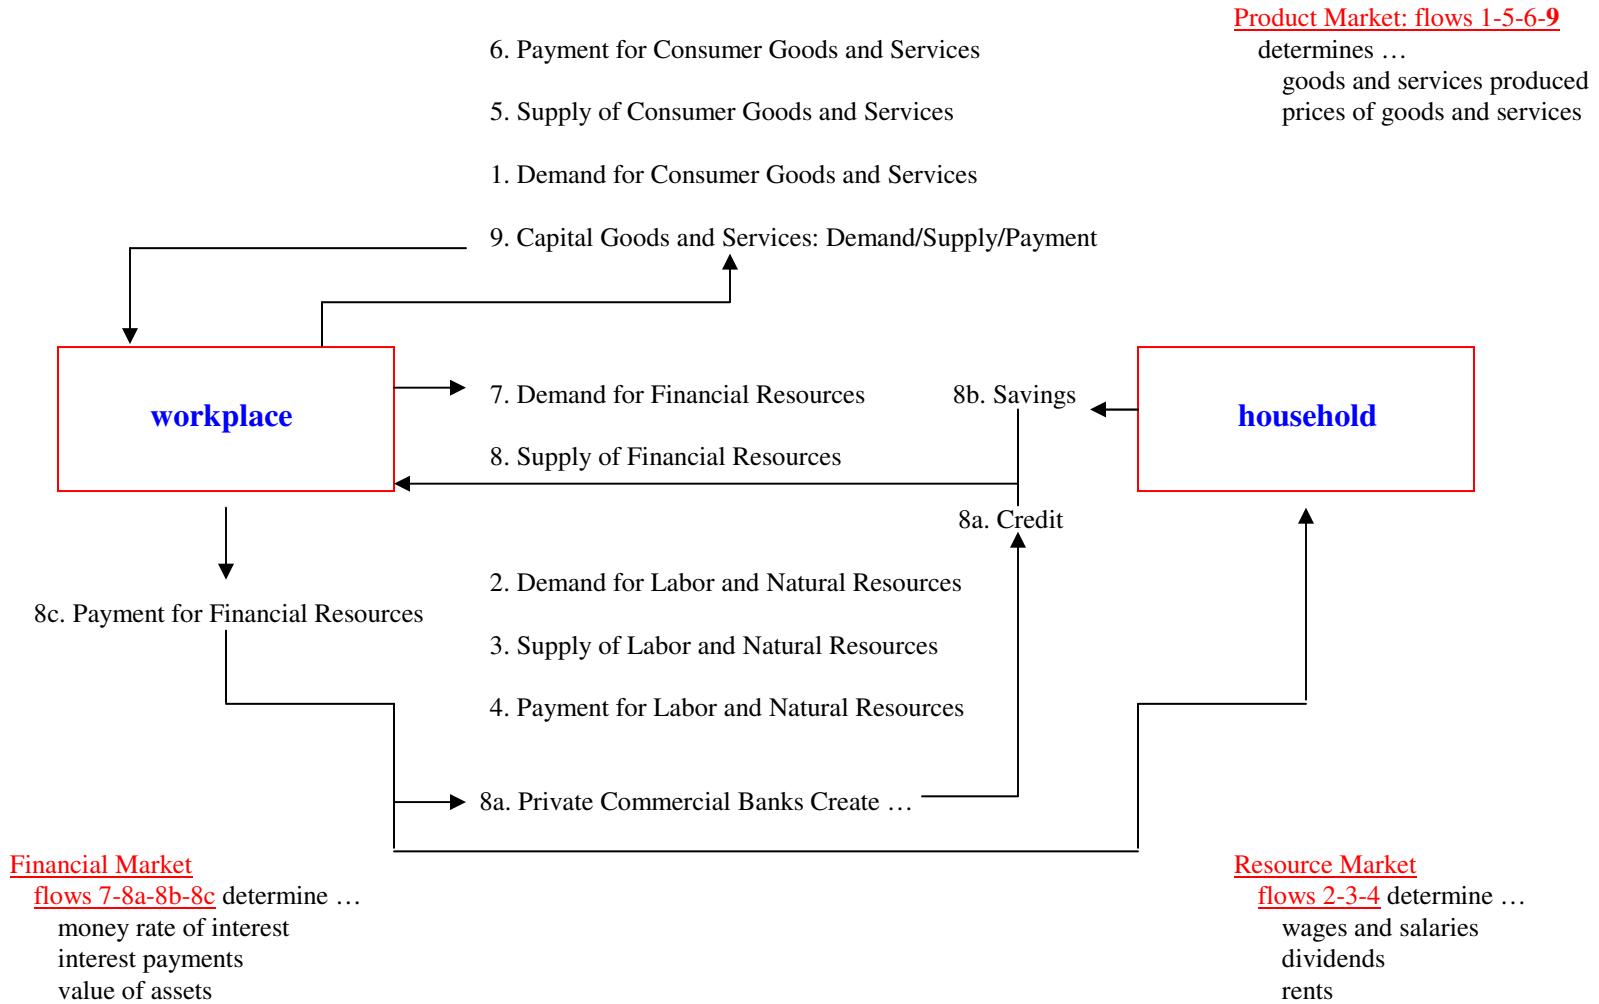 Product Market: flows 1-5-6-9
determines …
goods and services produced
prices of goods and services
6. Payment for Consumer Goods and Services
5. Supply of Consumer Goods and Services
1. Demand for Consumer Goods and Services
9. Capital Goods and Services: Demand/Supply/Payment
workplace
7. Demand for Financial Resources
8b. Savings
household
8. Supply of Financial Resources
8a. Credit
2. Demand for Labor and Natural Resources
8c. Payment for Financial Resources
3. Supply of Labor and Natural Resources
4. Payment for Labor and Natural Resources
8a. Private Commercial Banks Create …
Financial Market
flows 7-8a-8b-8c determine …
money rate of interest
interest payments
value of assets
Resource Market
flows 2-3-4 determine …
wages and salaries
dividends
rents